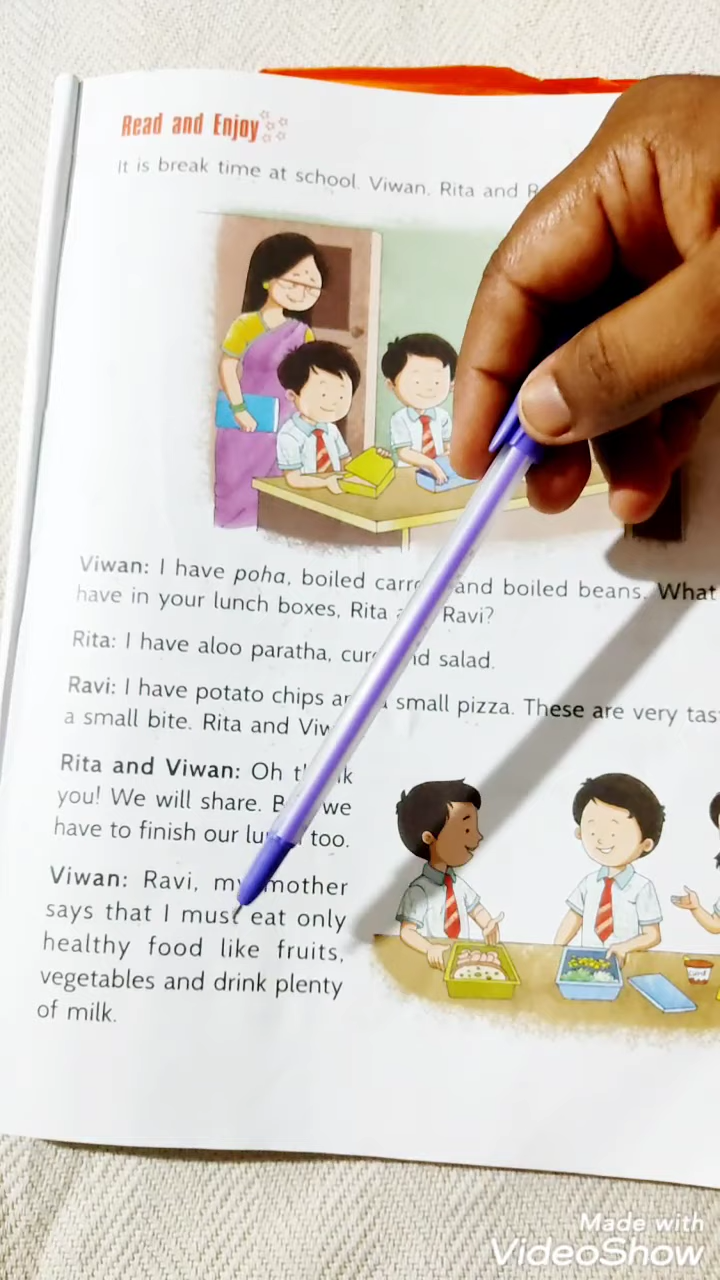 Read and Enjoy
It is break time at school. Viwan, Rita and
Viwan: I have poha, boiled and boiled beans. What
have in your lunch boxes, Rita Ravi?
Rita: I have aloo paratha, salad.
Ravi: I have potato chips small pizza. These are very
a small bite. Rita and
Rita and Viwan: Oh
you! We will share. we
have to finish our too.
Viwan: Ravi, my mother
says that I must eat only
healthy food like fruits,
vegetables and drink plenty
of milk.
Made with
VideoShow